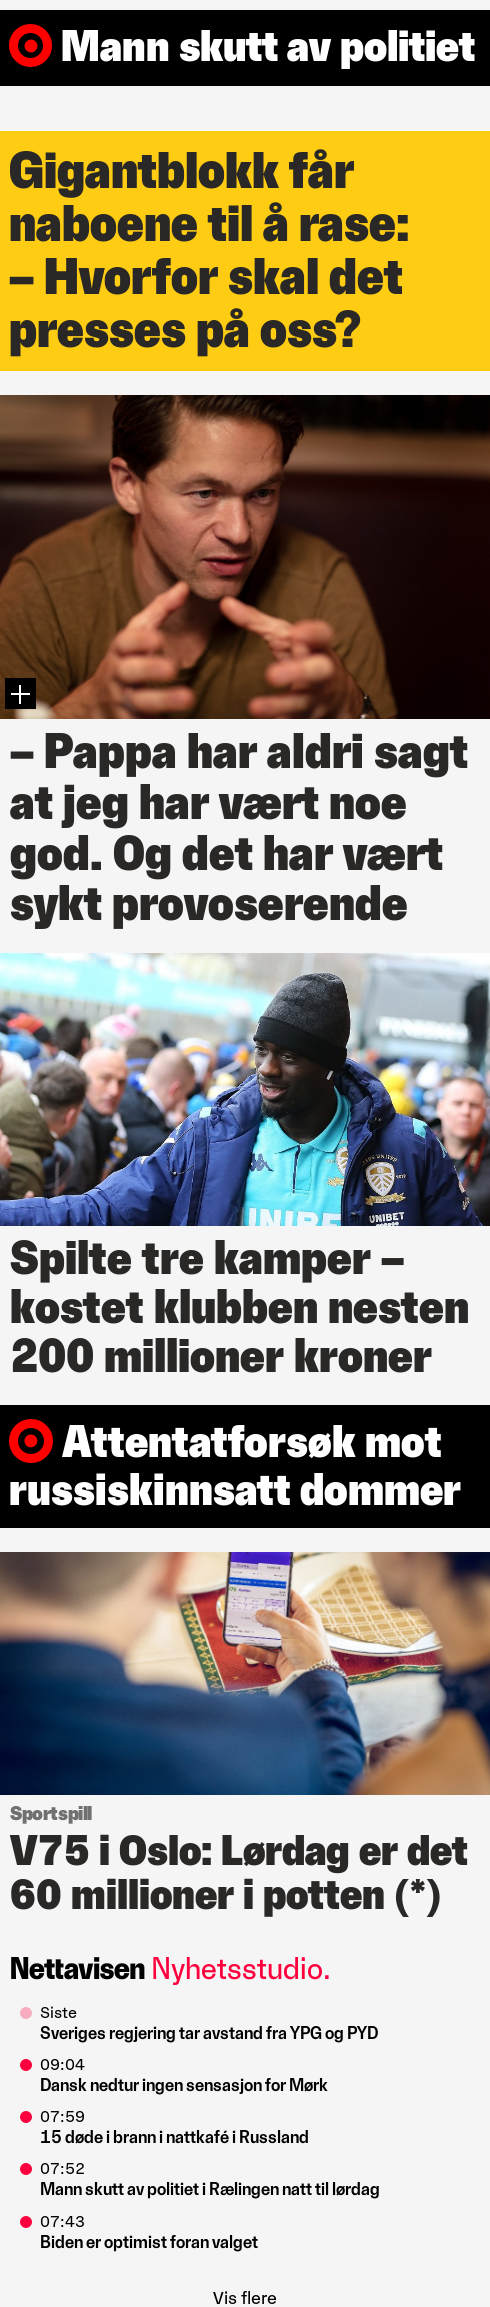 Mann skutt av politiet
Gigantblokk får
naboene til å rase:
– Hvorfor skal det
presses på oss?
– Pappa har aldri sagt
at jeg har vært noe
god. Og det har vært
sykt provoserende
UNIBET
UNIBET
Spilte tre kamper –
kostet klubben nesten
200 millioner kroner
Attentatforsøk mot
russiskinnsatt dommer
Sportspill
V75 i Oslo: Lørdag er det
60 millioner i potten (*)
Nettavisen Nyhetsstudio.
Siste
Sveriges regjering tar avstand fra YPG og PYD
09:04
Dansk nedtur ingen sensasjon for Mørk
07:59
15 døde i brann i nattkafé i Russland
07:52
Mann skutt av politiet i Rælingen natt til lørdag
07:43
Biden er optimist foran valget
Vis flere